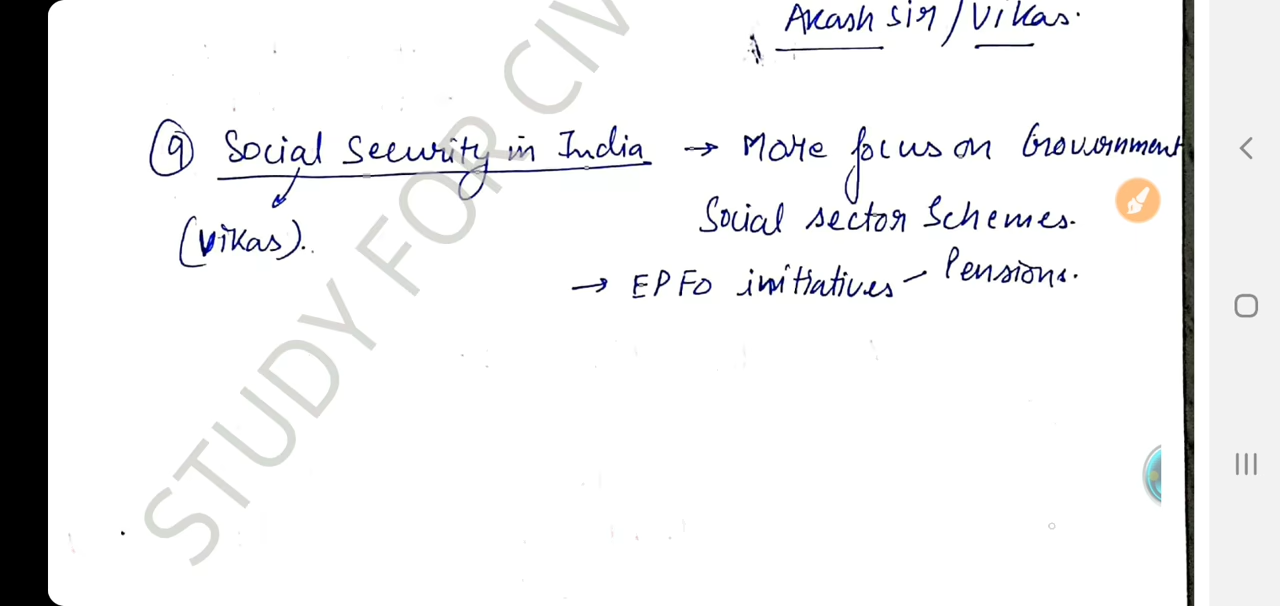 Akash Sir/Vikas.
⑨ Social Security in India → More focus on Government
Social sector Schemes.
(Vikas).
→ EPFO initiatives - Pensions.
STUDY FOR CIV